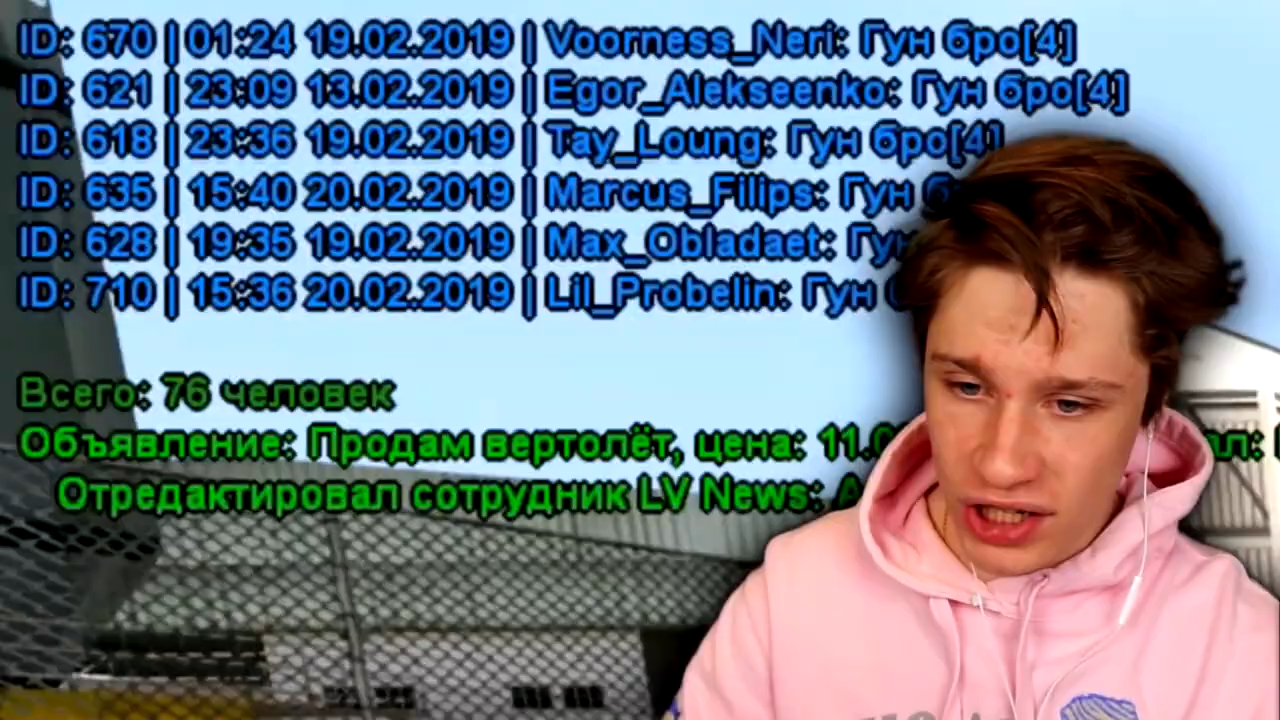 ID: 670 | 01:24 19.02.2019 | Voorness_Neri: Гун бро[4]
ID: 621 | 23:09 13.02.2019 | Egor_Alekseenko: Гун бро[4]
ID: 618 | 23:36 19.02.2019 | Tay_Loung: Гун бро[4]
ID: 635 | 15:40 20.02.2019 | Marcus_Filips: Гун
ID: 628 | 19:35 19.02.2019 | Max_Obladaet: Гун
ID: 710 | 15:36 20.02.2019 | Lil_Probelin: Гун
Всего: 76 человек
Объявление: Продам вертолёт, цена: 11.
Отредактировал сотрудник LV News: